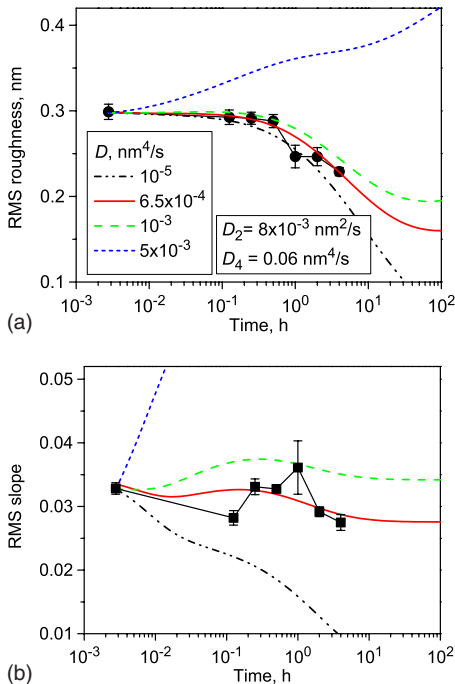 0.4
0.3
0.2
0.1
RMS roughness, nm
D, nm⁴/s
10⁻⁵
6.5x10⁻⁴
10⁻³
5x10⁻³
D₂= 8x10⁻³ nm²/s
D₄ = 0.06 nm⁴/s
10⁻³ 10⁻² 10⁻¹ 10⁰ 10¹ 10²
(a) Time, h
0.05
0.04
0.03
0.02
0.01
RMS slope
10⁻³ 10⁻² 10⁻¹ 10⁰ 10¹ 10²
(b) Time, h